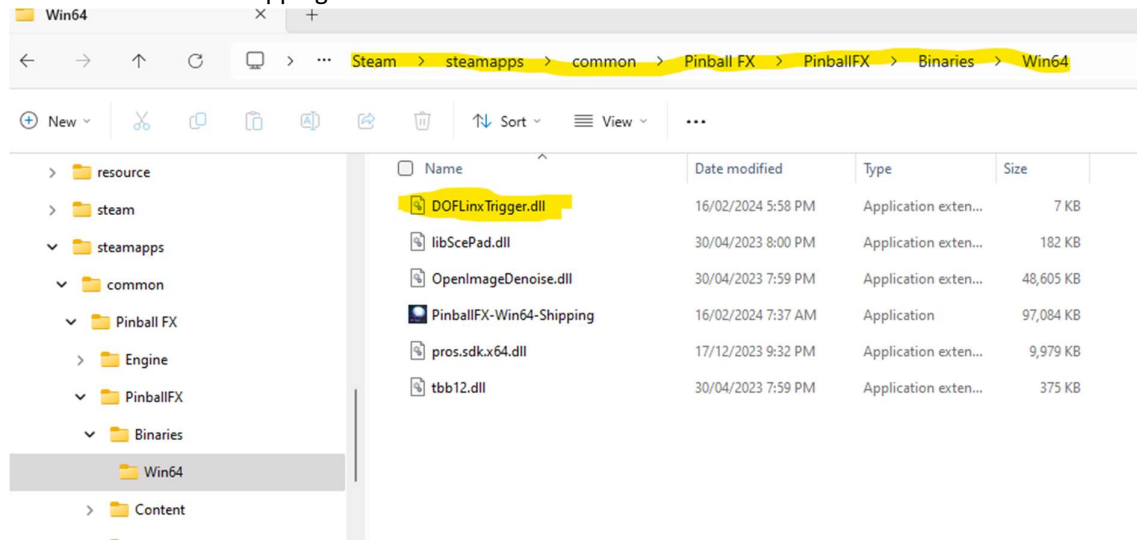 pping
Win64
Steam > steamapps > common > Pinball FX > PinballFX > Binaries > Win64
New Sort View
resource
steam
steamapps
common
Pinball FX
Engine
PinballFX
Binaries
Win64
Content
Name Date modified Type Size
DOFLinxTrigger.dll 16/02/2024 5:58 PM Application exten... 7 KB
libScePad.dll 30/04/2023 8:00 PM Application exten... 182 KB
OpenImageDenoise.dll 30/04/2023 7:59 PM Application exten... 48,605 KB
PinballFX-Win64-Shipping 16/02/2024 7:37 AM Application 97,084 KB
pros.sdk.x64.dll 17/12/2023 9:32 PM Application exten... 9,979 KB
tbb12.dll 30/04/2023 7:59 PM Application exten... 375 KB